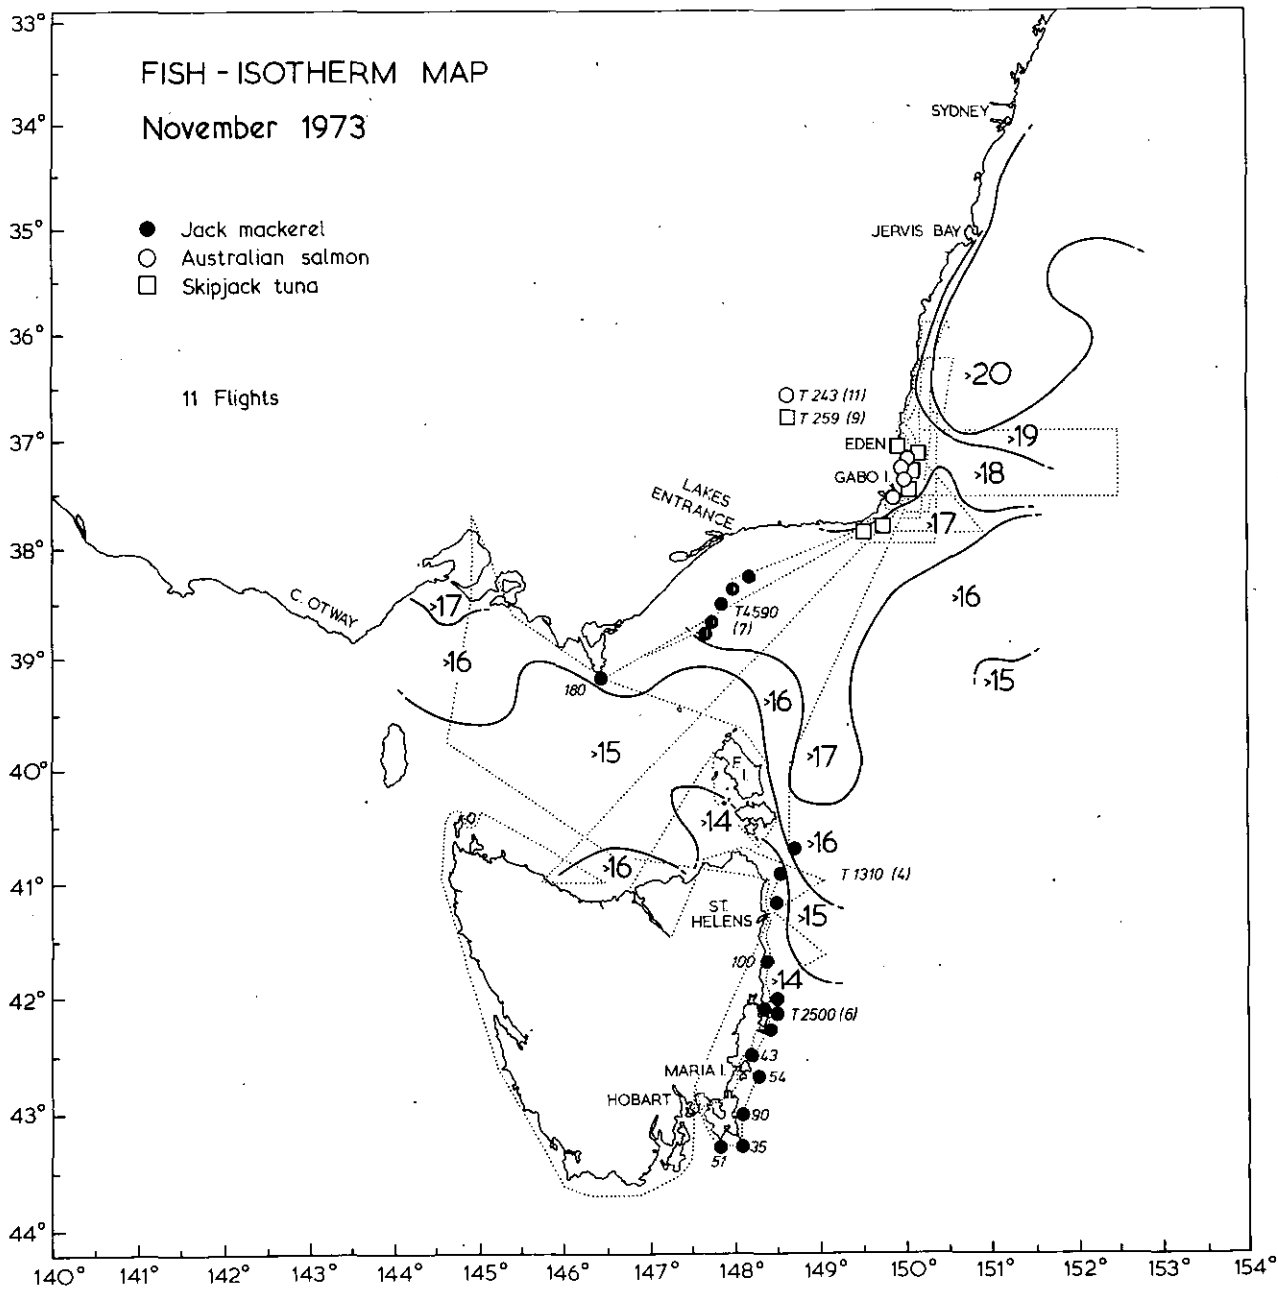 33°
FISH - ISOTHERM MAP
November 1973
SYDNEY
34°
Jack mackerel
Australian salmon
Skipjack tuna
35°
JERVIS BAY
36°
11 Flights
>20
T 243 (11)
T 259 (9)
37°
EDEN
>19
GABO I.
>18
LAKES
ENTRANCE
>17
38°
C. OTWAY
>17
T4590
(7)
>16
39°
>16
180
>16
>15
>15
>17
40°
F.
I.
>14
>16
>16
41°
T 1310 (4)
ST.
HELENS
>15
100
>14
42°
T 2500 (6)
43
MARIA I.
54
HOBART
43°
90
51
35
44°
140° 141° 142° 143° 144° 145° 146° 147° 148° 149° 150° 151° 152° 153° 154°